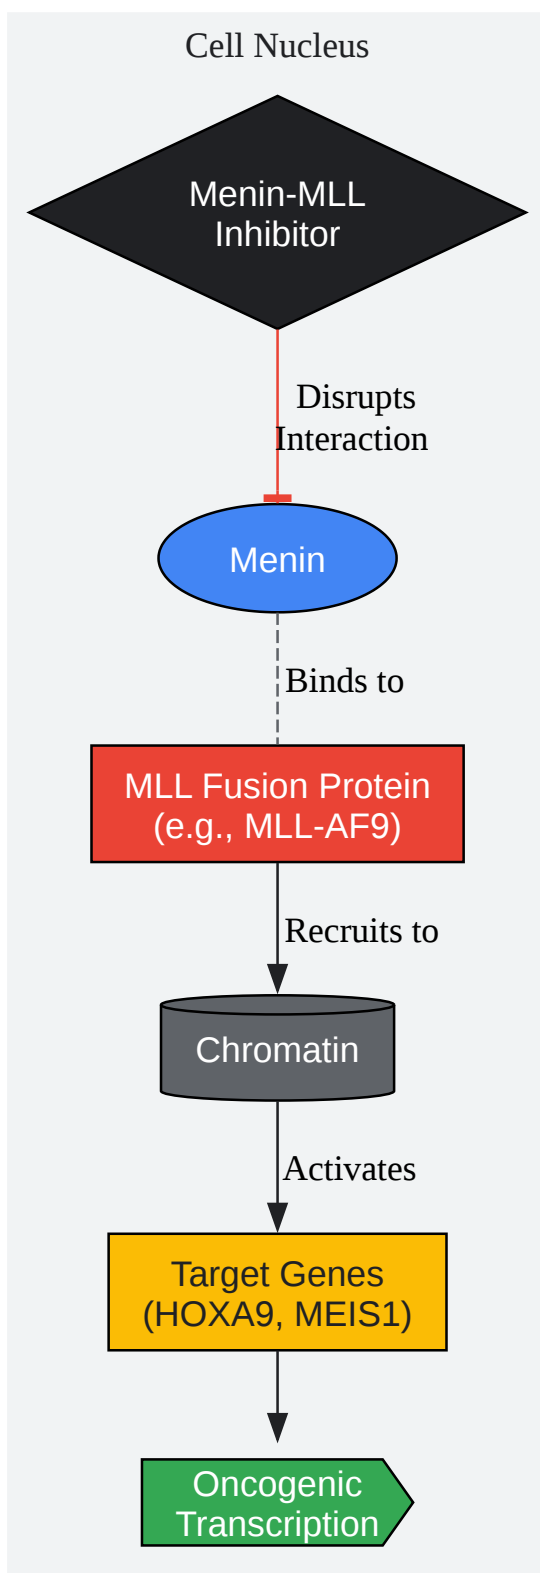 Cell Nucleus
Menin-MLL
Inhibitor
Disrupts
Interaction
Menin
Binds to
MLL Fusion Protein
(e.g., MLL-AF9)
Recruits to
Chromatin
Activates
Target Genes
(HOXA9, MEIS1)
Oncogenic
Transcription